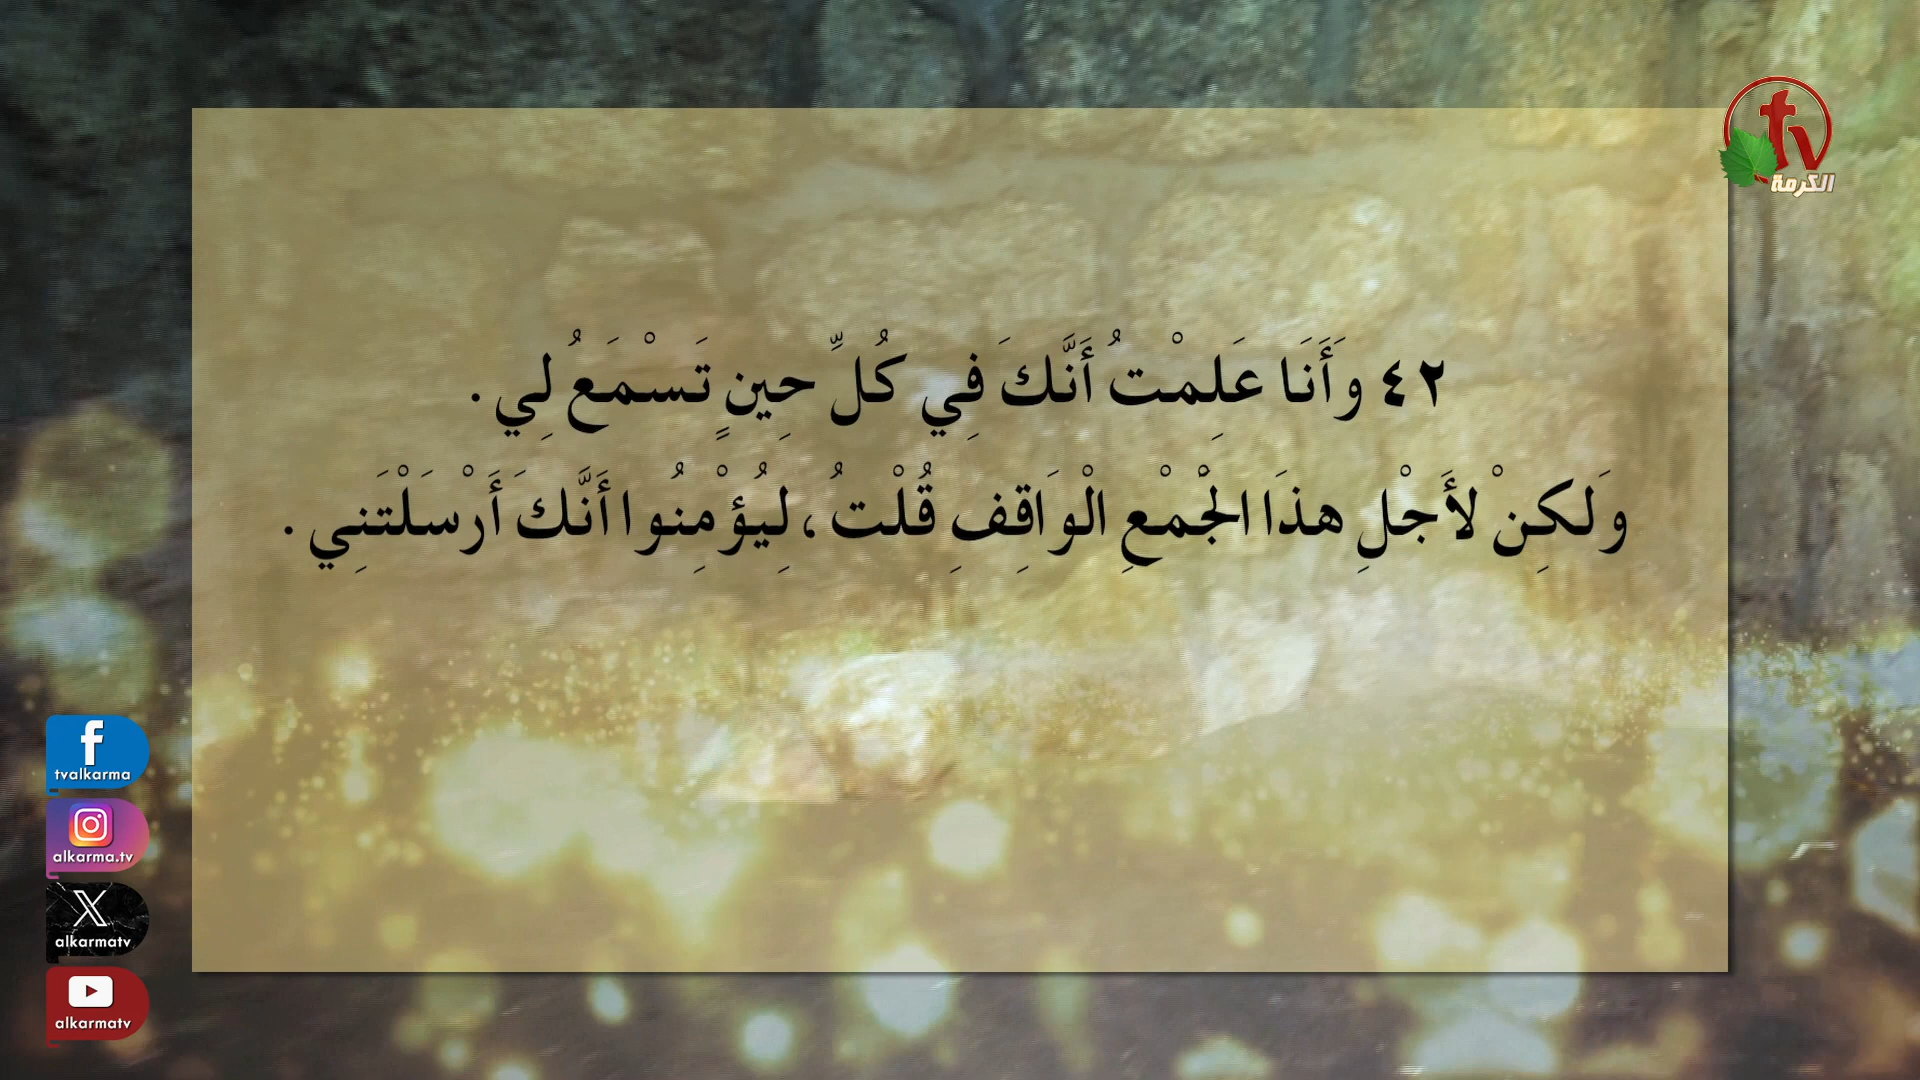 ٤٢ وَأَنَا عَلِمْتُ أَنَّكَ فِي كُلِّ حِينٍ تَسْمَعُ لِي .
وَلكِنْ لأَجْلِ هذَا الْجَمْعِ الْوَاقِفِ قُلْتُ ، لِيُؤْمِنُوا أَنَّكَ أَرْسَلْتَنِي .
tv
الكرمة
tvalkarma
alkarma.tv
alkarmatv
alkarmatv